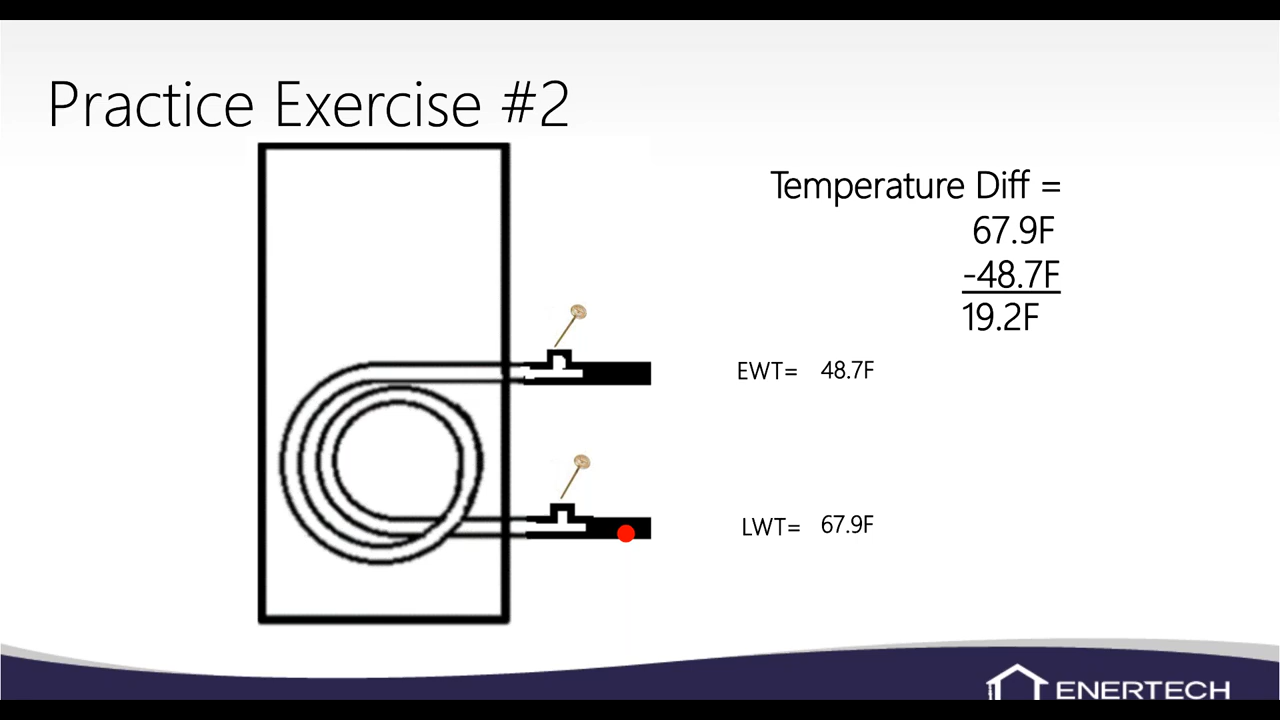 Practice Exercise #2
Temperature Diff =
67.9F
-48.7F
19.2F
EWT= 48.7F
LWT= 67.9F
ENERTECH